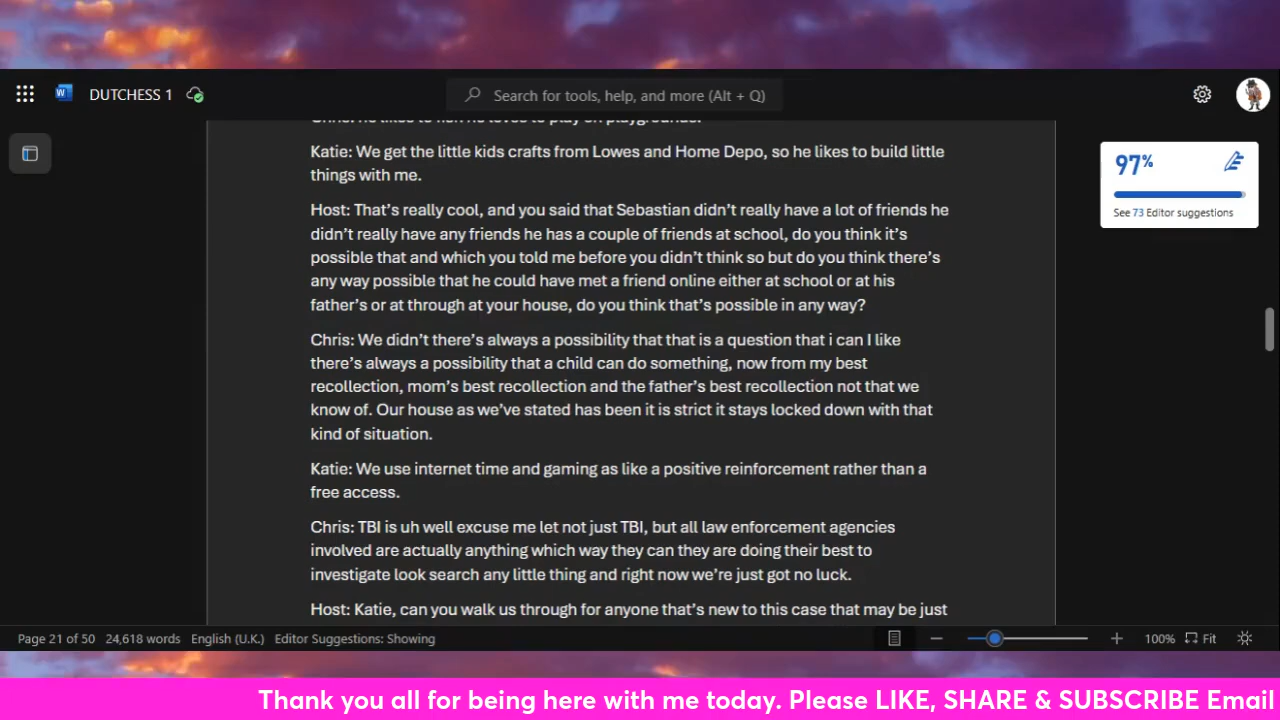 DUTCHESS 1
Search for tools, help, and more (Alt + Q)
Chris: he likes to fish he loves to play on playgrounds.
Katie: We get the little kids crafts from Lowes and Home Depo, so he likes to build little
things with me.
Host: That's really cool, and you said that Sebastian didn't really have a lot of friends he
didn't really have any friends he has a couple of friends at school, do you think it's
possible that and which you told me before you didn't think so but do you think there's
any way possible that he could have met a friend online either at school or at his
father's or at through at your house, do you think that's possible in any way?
Chris: We didn't there's always a possibility that that is a question that i can I like
there's always a possibility that a child can do something, now from my best
recollection, mom's best recollection and the father's best recollection not that we
know of. Our house as we've stated has been it is strict it stays locked down with that
kind of situation.
Katie: We use internet time and gaming as like a positive reinforcement rather than a
free access.
Chris: TBI is uh well excuse me let not just TBI, but all law enforcement agencies
involved are actually anything which way they can they are doing their best to
investigate look search any little thing and right now we're just got no luck.
Host: Katie, can you walk us through for anyone that's new to this case that may be just
97%
See 73 Editor suggestions
Page 21 of 50 24,618 words English (U.K.) Editor Suggestions: Showing
100% Fit
Thank you all for being here with me today. Please LIKE, SHARE & SUBSCRIBE Email